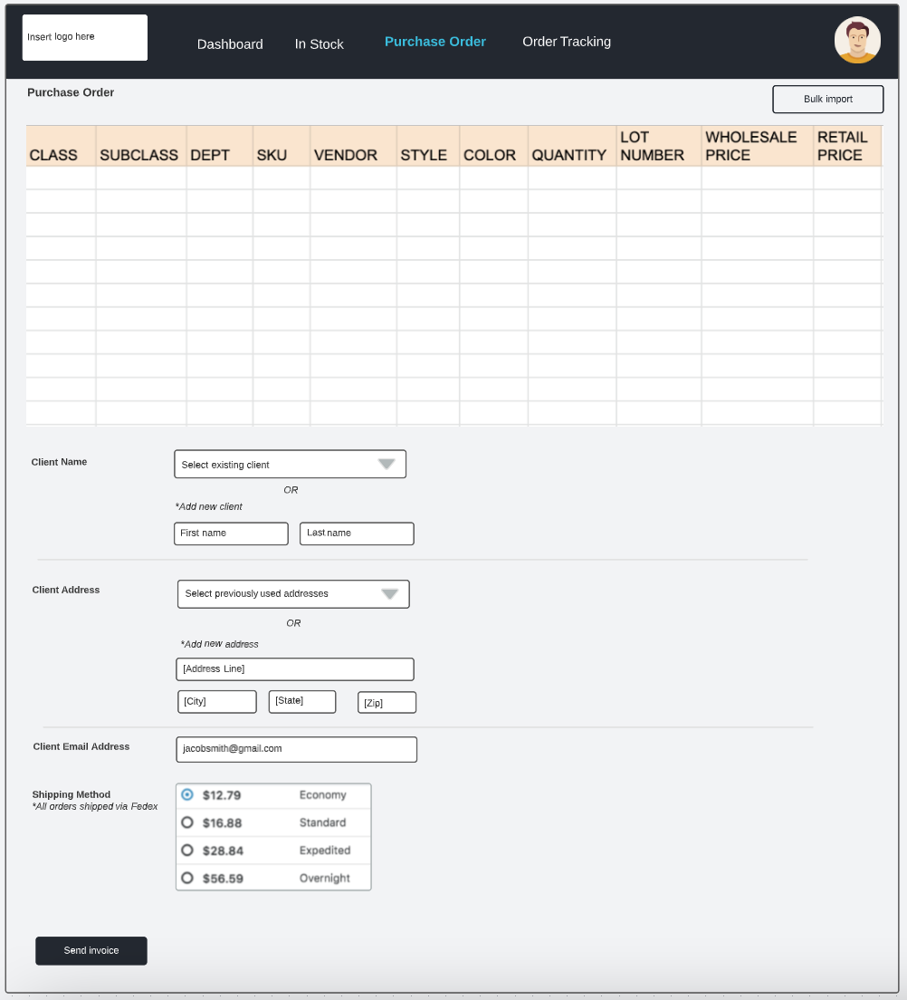 Insert logo here
Dashboard In Stock Purchase Order Order Tracking
Purchase Order
Bulk import
CLASS SUBCLASS DEPT SKU VENDOR STYLE COLOR QUANTITY LOT NUMBER WHOLESALE PRICE RETAIL PRICE
Client Name
Select existing client
OR
*Add new client
First name Last name
Client Address
Select previously used addresses
OR
*Add new address
[Address Line]
[City] [State] [Zip]
Client Email Address
jacobsmith@gmail.com
Shipping Method
*All orders shipped via Fedex
$12.79 Economy
$16.88 Standard
$28.84 Expedited
$56.59 Overnight
Send invoice